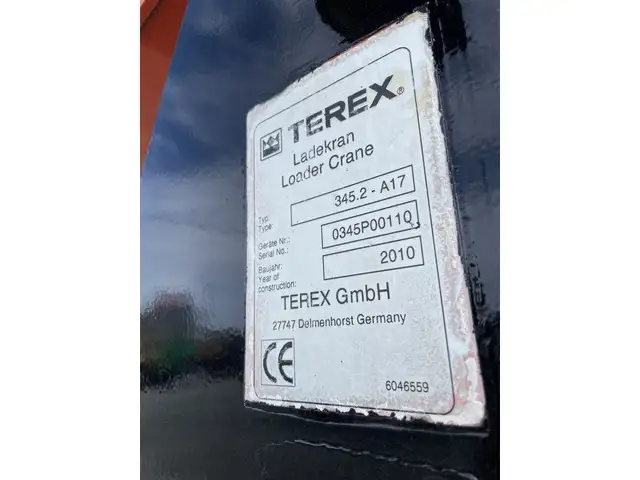 TEREX®
Ladekran
Loader Crane
Typ:
Type:
345.2 - A17
Geräte Nr.:
Serial No.:
0345P00110
Baujahr:
Year of
construction:
2010
TEREX GmbH
27747 Delmenhorst Germany
CE
6046559